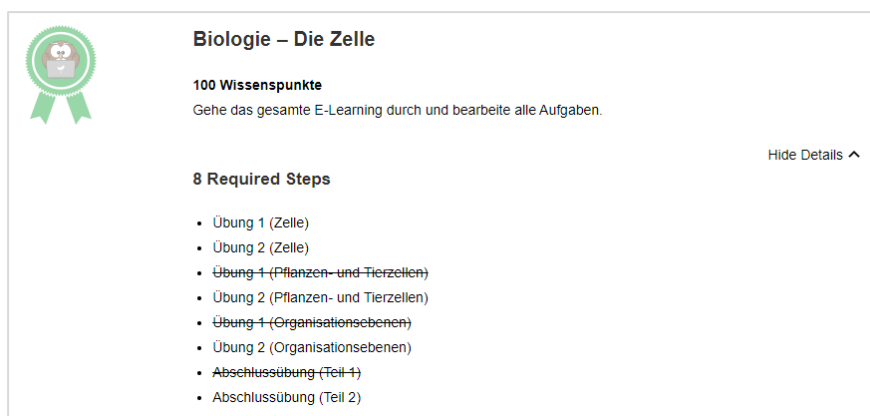 Biologie – Die Zelle
100 Wissenspunkte
Gehe das gesamte E-Learning durch und bearbeite alle Aufgaben.
Hide Details
8 Required Steps
Übung 1 (Zelle)
Übung 2 (Zelle)
Übung 1 (Pflanzen- und Tierzellen)
Übung 2 (Pflanzen- und Tierzellen)
Übung 1 (Organisationsebenen)
Übung 2 (Organisationsebenen)
Abschlussübung (Teil 1)
Abschlussübung (Teil 2)